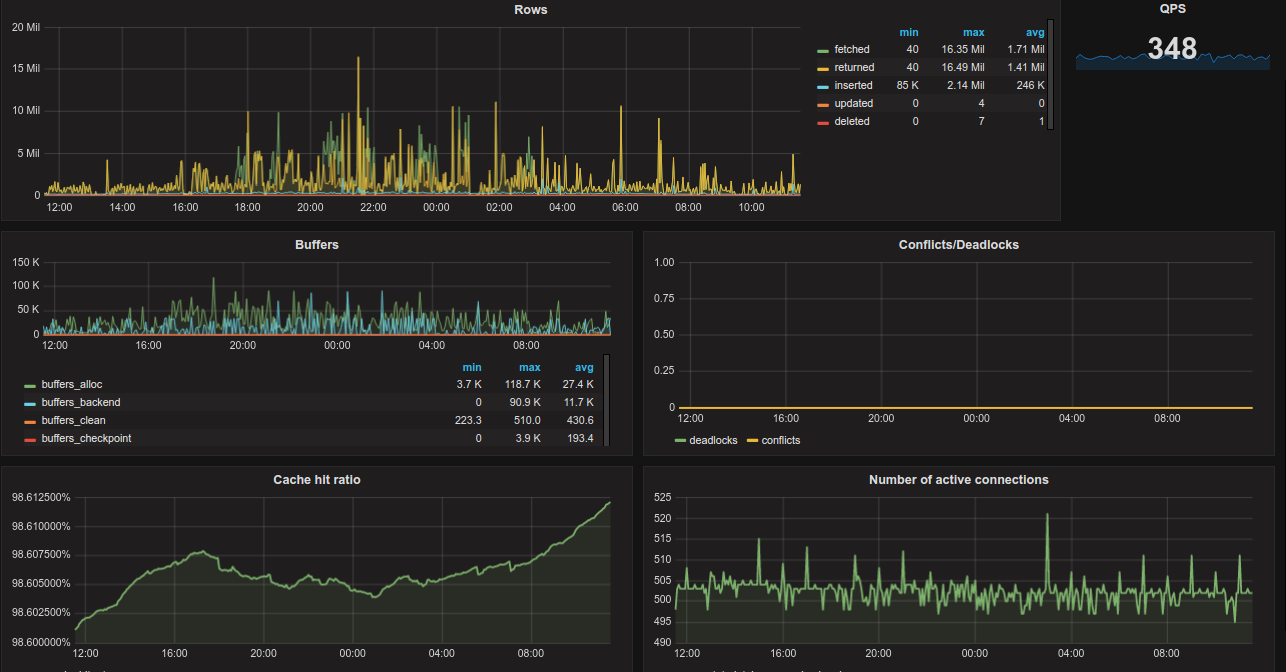 Rows
20 Mil
15 Mil
10 Mil
5 Mil
0
12:00 14:00 16:00 18:00 20:00 22:00 00:00 02:00 04:00 06:00 08:00 10:00
min max avg
fetched 40 16.35 Mil 1.71 Mil
returned 40 16.49 Mil 1.41 Mil
inserted 85 K 2.14 Mil 246 K
updated 0 4 0
deleted 0 7 1
QPS
348
Buffers
150 K
100 K
50 K
0
12:00 16:00 20:00 00:00 04:00 08:00
min max avg
buffers_alloc 3.7 K 118.7 K 27.4 K
buffers_backend 0 90.9 K 11.7 K
buffers_clean 223.3 510.0 430.6
buffers_checkpoint 0 3.9 K 193.4
Conflicts/Deadlocks
1.00
0.75
0.50
0.25
0
12:00 16:00 20:00 00:00 04:00 08:00
deadlocks conflicts
Cache hit ratio
98.612500%
98.610000%
98.607500%
98.605000%
98.602500%
98.600000%
12:00 16:00 20:00 00:00 04:00 08:00
Number of active connections
525
520
515
510
505
500
495
490
12:00 16:00 20:00 00:00 04:00 08:00